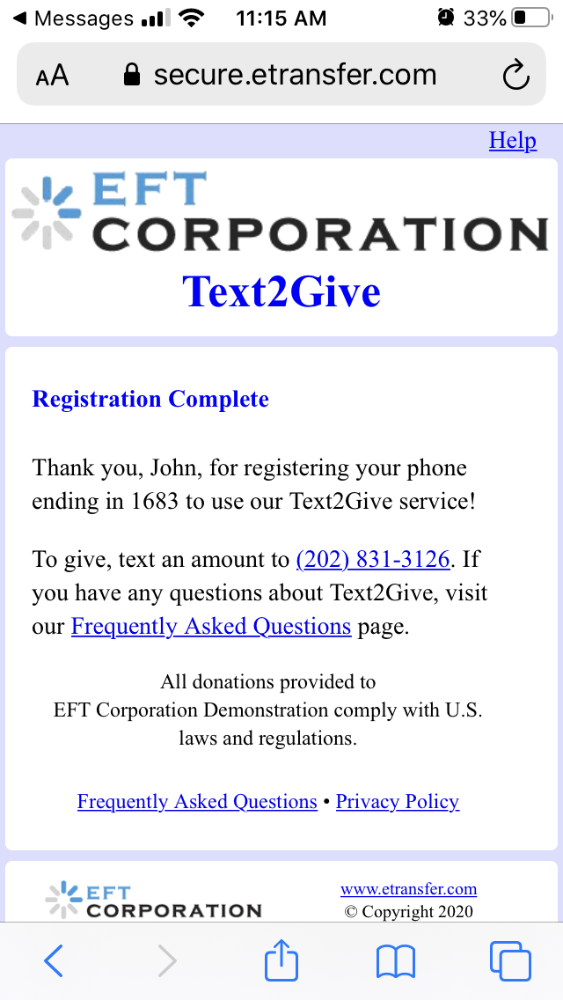 Messages 11:15 AM 33%
AA secure.etransfer.com
Help
EFT
CORPORATION
Text2Give
Registration Complete
Thank you, John, for registering your phone
ending in 1683 to use our Text2Give service!
To give, text an amount to (202) 831-3126. If
you have any questions about Text2Give, visit
our Frequently Asked Questions page.
All donations provided to
EFT Corporation Demonstration comply with U.S.
laws and regulations.
Frequently Asked Questions • Privacy Policy
EFT
CORPORATION
www.etransfer.com
© Copyright 2020